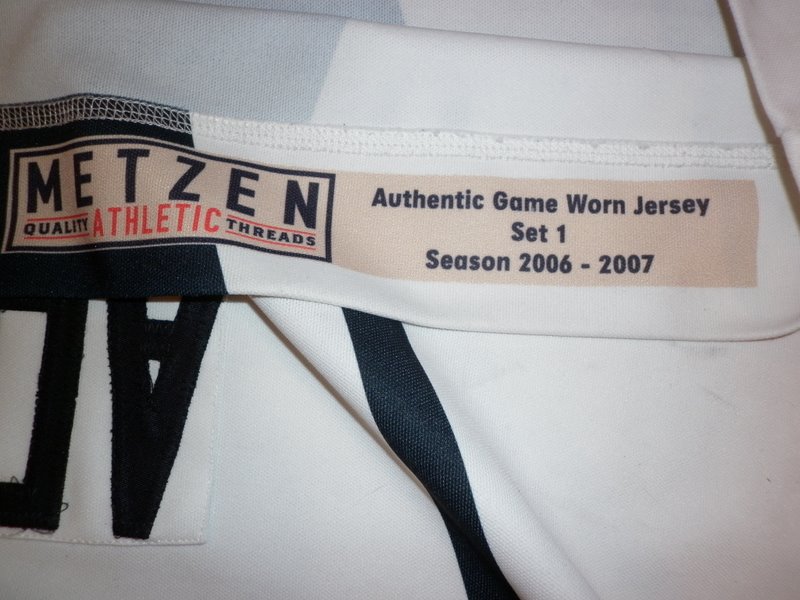 METZEN
QUALITY ATHLETIC THREADS
Authentic Game Worn Jersey
Set 1
Season 2006 - 2007